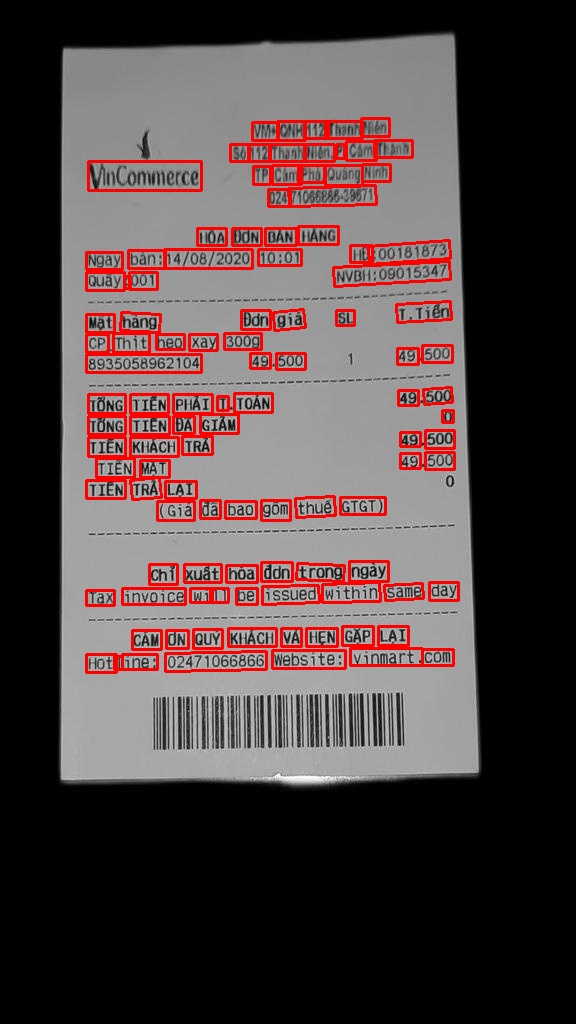 VinCommerce
VM+ QNH 112 Thanh Niên
Số 112 Thanh Niên, P. Cẩm Thành
TP. Cẩm Phả, Quảng Ninh
024 71066866-39671
HÓA ĐƠN BÁN HÀNG
Ngày bán: 14/08/2020 10:01 HĐ:00181873
Quầy:001 NVBH:09015347
Mặt hàng Đơn giá SL T.Tiền
CP Thịt heo xay 300g
8935058962104 49.500 1 49.500
TỔNG TIỀN PHẢI T.TOÁN 49.500
TỔNG TIỀN ĐÃ GIẢM 0
TIỀN KHÁCH TRẢ 49.500
TIỀN MẶT 49.500
TIỀN TRẢ LẠI 0
(Giá đã bao gồm thuế GTGT)
Chỉ xuất hóa đơn trong ngày
Tax invoice will be issued within same day
CẢM ƠN QUÝ KHÁCH VÀ HẸN GẶP LẠI
Hotline: 02471066866 Website: vinmart.com